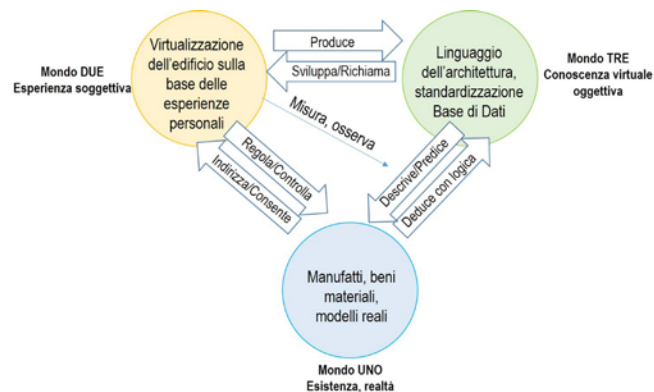 Mondo DUE
Esperienza soggettiva
Virtualizzazione
dell'edificio sulla
base delle
esperienze
personali
Produce
Sviluppa/Richiama
Linguaggio
dell'architettura,
standardizzazione
Base di Dati
Mondo TRE
Conoscenza virtuale
oggettiva
Misura, osserva
Regola/Controlla
Indirizza/Consente
Descrive/Predice
Deduce con logica
Manufatti, beni
materiali,
modelli reali
Mondo UNO
Esistenza, realtà